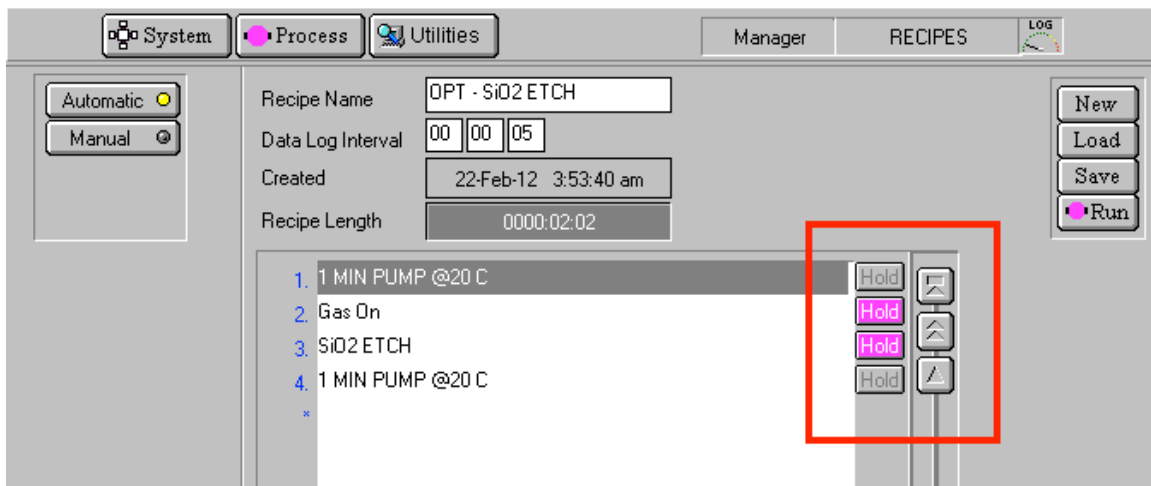 System Process Utilities Manager RECIPES LOG
Automatic
Manual
Recipe Name OPT - SiO2 ETCH
Data Log Interval 00 00 05
Created 22-Feb-12 3:53:40 am
Recipe Length 0000:02:02
New
Load
Save
Run
1. 1 MIN PUMP @20 C Hold
2. Gas On Hold
3. SiO2 ETCH Hold
4. 1 MIN PUMP @20 C Hold
*